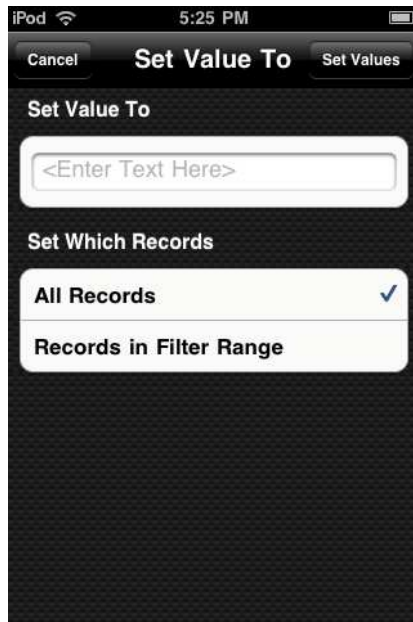 iPod 5:25 PM
Cancel Set Value To Set Values
Set Value To
<Enter Text Here>
Set Which Records
All Records
Records in Filter Range